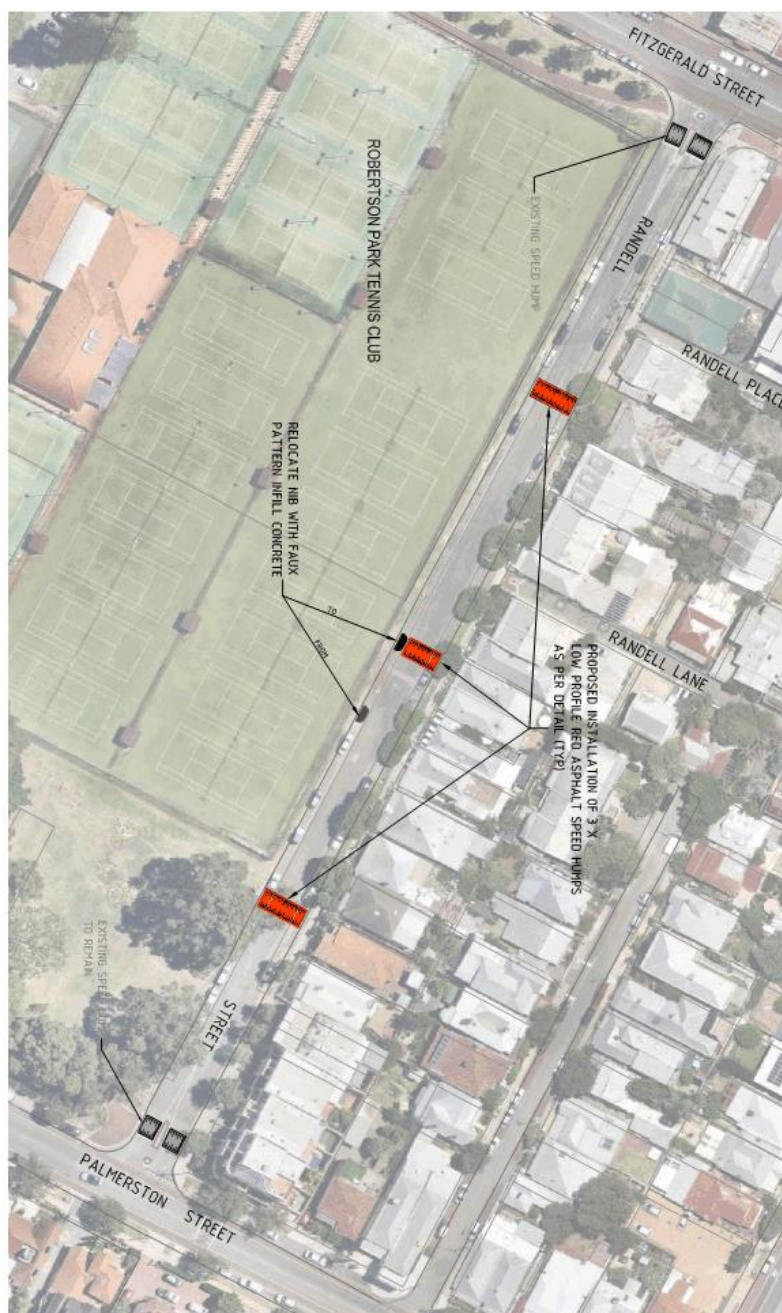 FITZGERALD STREET
EXISTING SPEED HUMP
RANDELL
ROBERTSON PARK TENNIS CLUB
RANDELL PLACE
RELOCATE NIB WITH FAUX
PATTERN INFILL CONCRETE
TO
FROM
RANDELL LANE
PROPOSED INSTALLATION OF 3 X
LOW PROFILE RED ASPHALT SPEED HUMPS
AS PER DETAIL (TYP)
EXISTING SPEED
TO REMAIN
STREET
PALMERSTON STREET